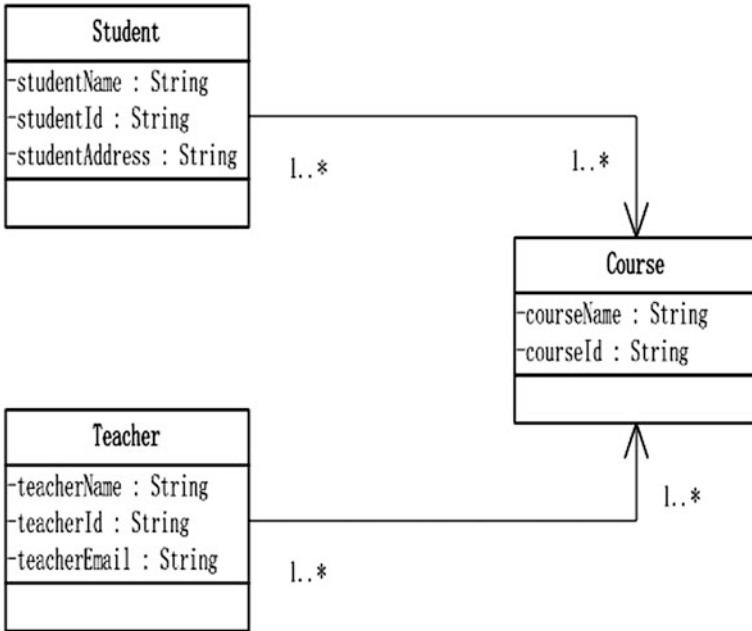 Student
-studentName : String
-studentId : String
-studentAddress : String
1..*
1..*
Course
-courseName : String
-courseId : String
Teacher
-teacherName : String
-teacherId : String
-teacherEmail : String
1..*
1..*